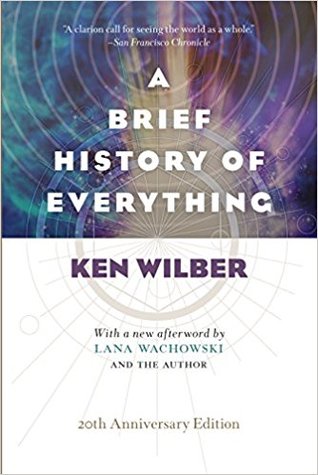 “A clarion call for seeing the world as a whole.”
–San Francisco Chronicle
A
BRIEF
HISTORY OF
EVERYTHING
KEN WILBER
With a new afterword by
LANA WACHOWSKI
AND THE AUTHOR
20th Anniversary Edition